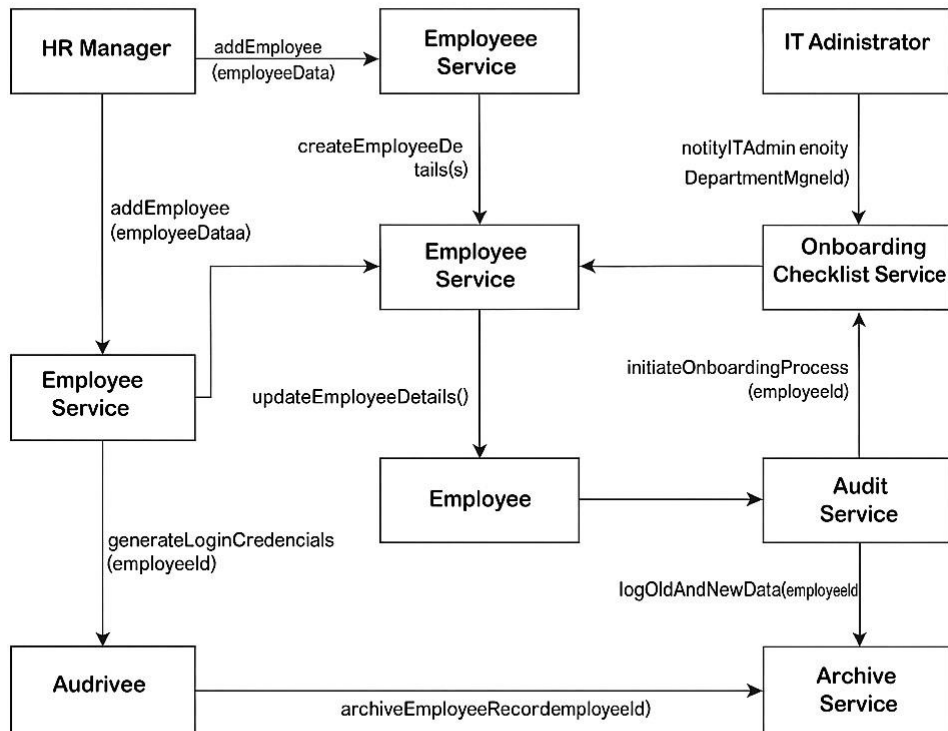 HR Manager
addEmployee
(employeeData)
Employeee
Service
IT Adinistrator
createEmployeeDe
tails(s)
notityITAdmin enoity
DepartmentMgneld)
addEmployee
(employeeDataa)
Employee
Service
Onboarding
Checklist Service
Employee
Service
updateEmployeeDetails()
initiateOnboardingProcess
(employeeld)
Employee
Audit
Service
generateLoginCredencials
(employeeld)
logOldAndNewData(employeeld
Audrivee
archiveEmployeeRecordemployeeld)
Archive
Service